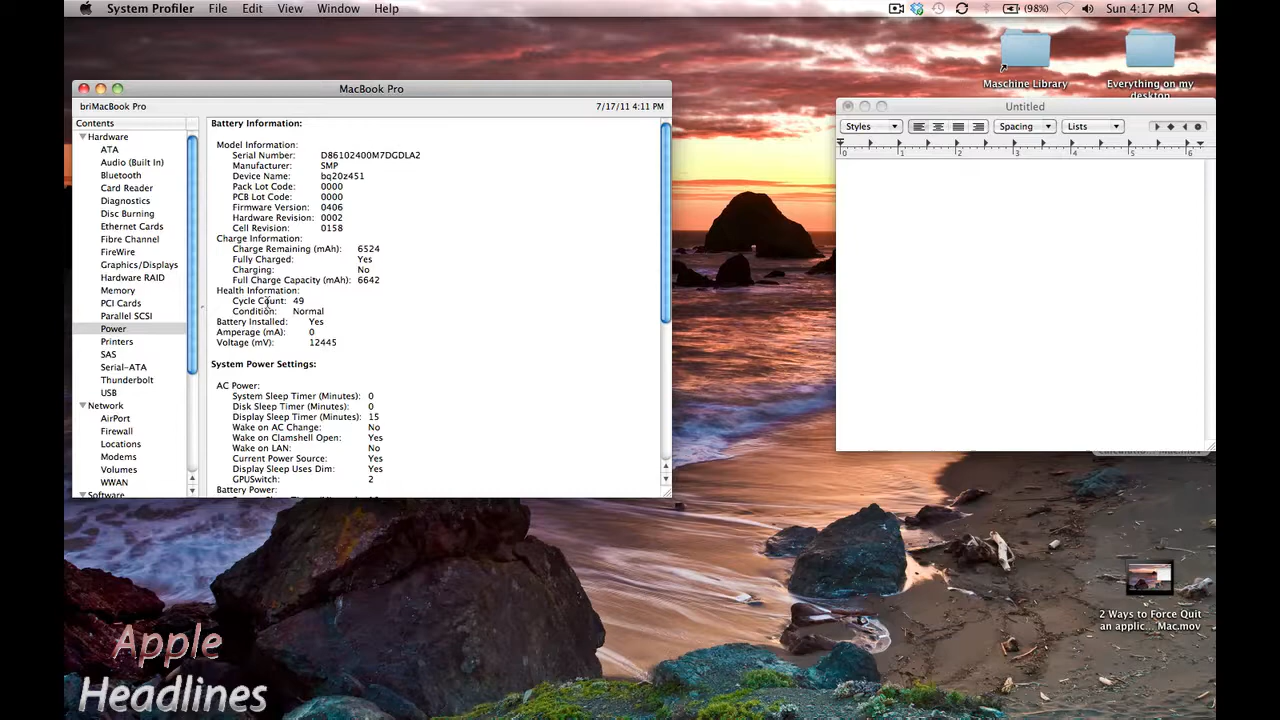 System Profiler File Edit View Window Help
(98%) Sun 4:17 PM
Maschine Library
Everything on my
desktop
MacBook Pro
briMacBook Pro 7/17/11 4:11 PM
Contents
Hardware
ATA
Audio (Built In)
Bluetooth
Card Reader
Diagnostics
Disc Burning
Ethernet Cards
Fibre Channel
FireWire
Graphics/Displays
Hardware RAID
Memory
PCI Cards
Parallel SCSI
Power
Printers
SAS
Serial-ATA
Thunderbolt
USB
Network
AirPort
Firewall
Locations
Modems
Volumes
WWAN
Software
Battery Information:
Model Information:
Serial Number: D86102400M7DGDLA2
Manufacturer: SMP
Device Name: bq20z451
Pack Lot Code: 0000
PCB Lot Code: 0000
Firmware Version: 0406
Hardware Revision: 0002
Cell Revision: 0158
Charge Information:
Charge Remaining (mAh): 6524
Fully Charged: Yes
Charging: No
Full Charge Capacity (mAh): 6642
Health Information:
Cycle Count: 49
Condition: Normal
Battery Installed: Yes
Amperage (mA): 0
Voltage (mV): 12445
System Power Settings:
AC Power:
System Sleep Timer (Minutes): 0
Disk Sleep Timer (Minutes): 0
Display Sleep Timer (Minutes): 15
Wake on AC Change: No
Wake on Clamshell Open: Yes
Wake on LAN: No
Current Power Source: Yes
Display Sleep Uses Dim: Yes
GPUSwitch: 2
Battery Power:
Untitled
Styles Spacing Lists
0 1 2 3 4 5 6
2 Ways to Force Quit
an applic... Mac.mov
Apple
Headlines